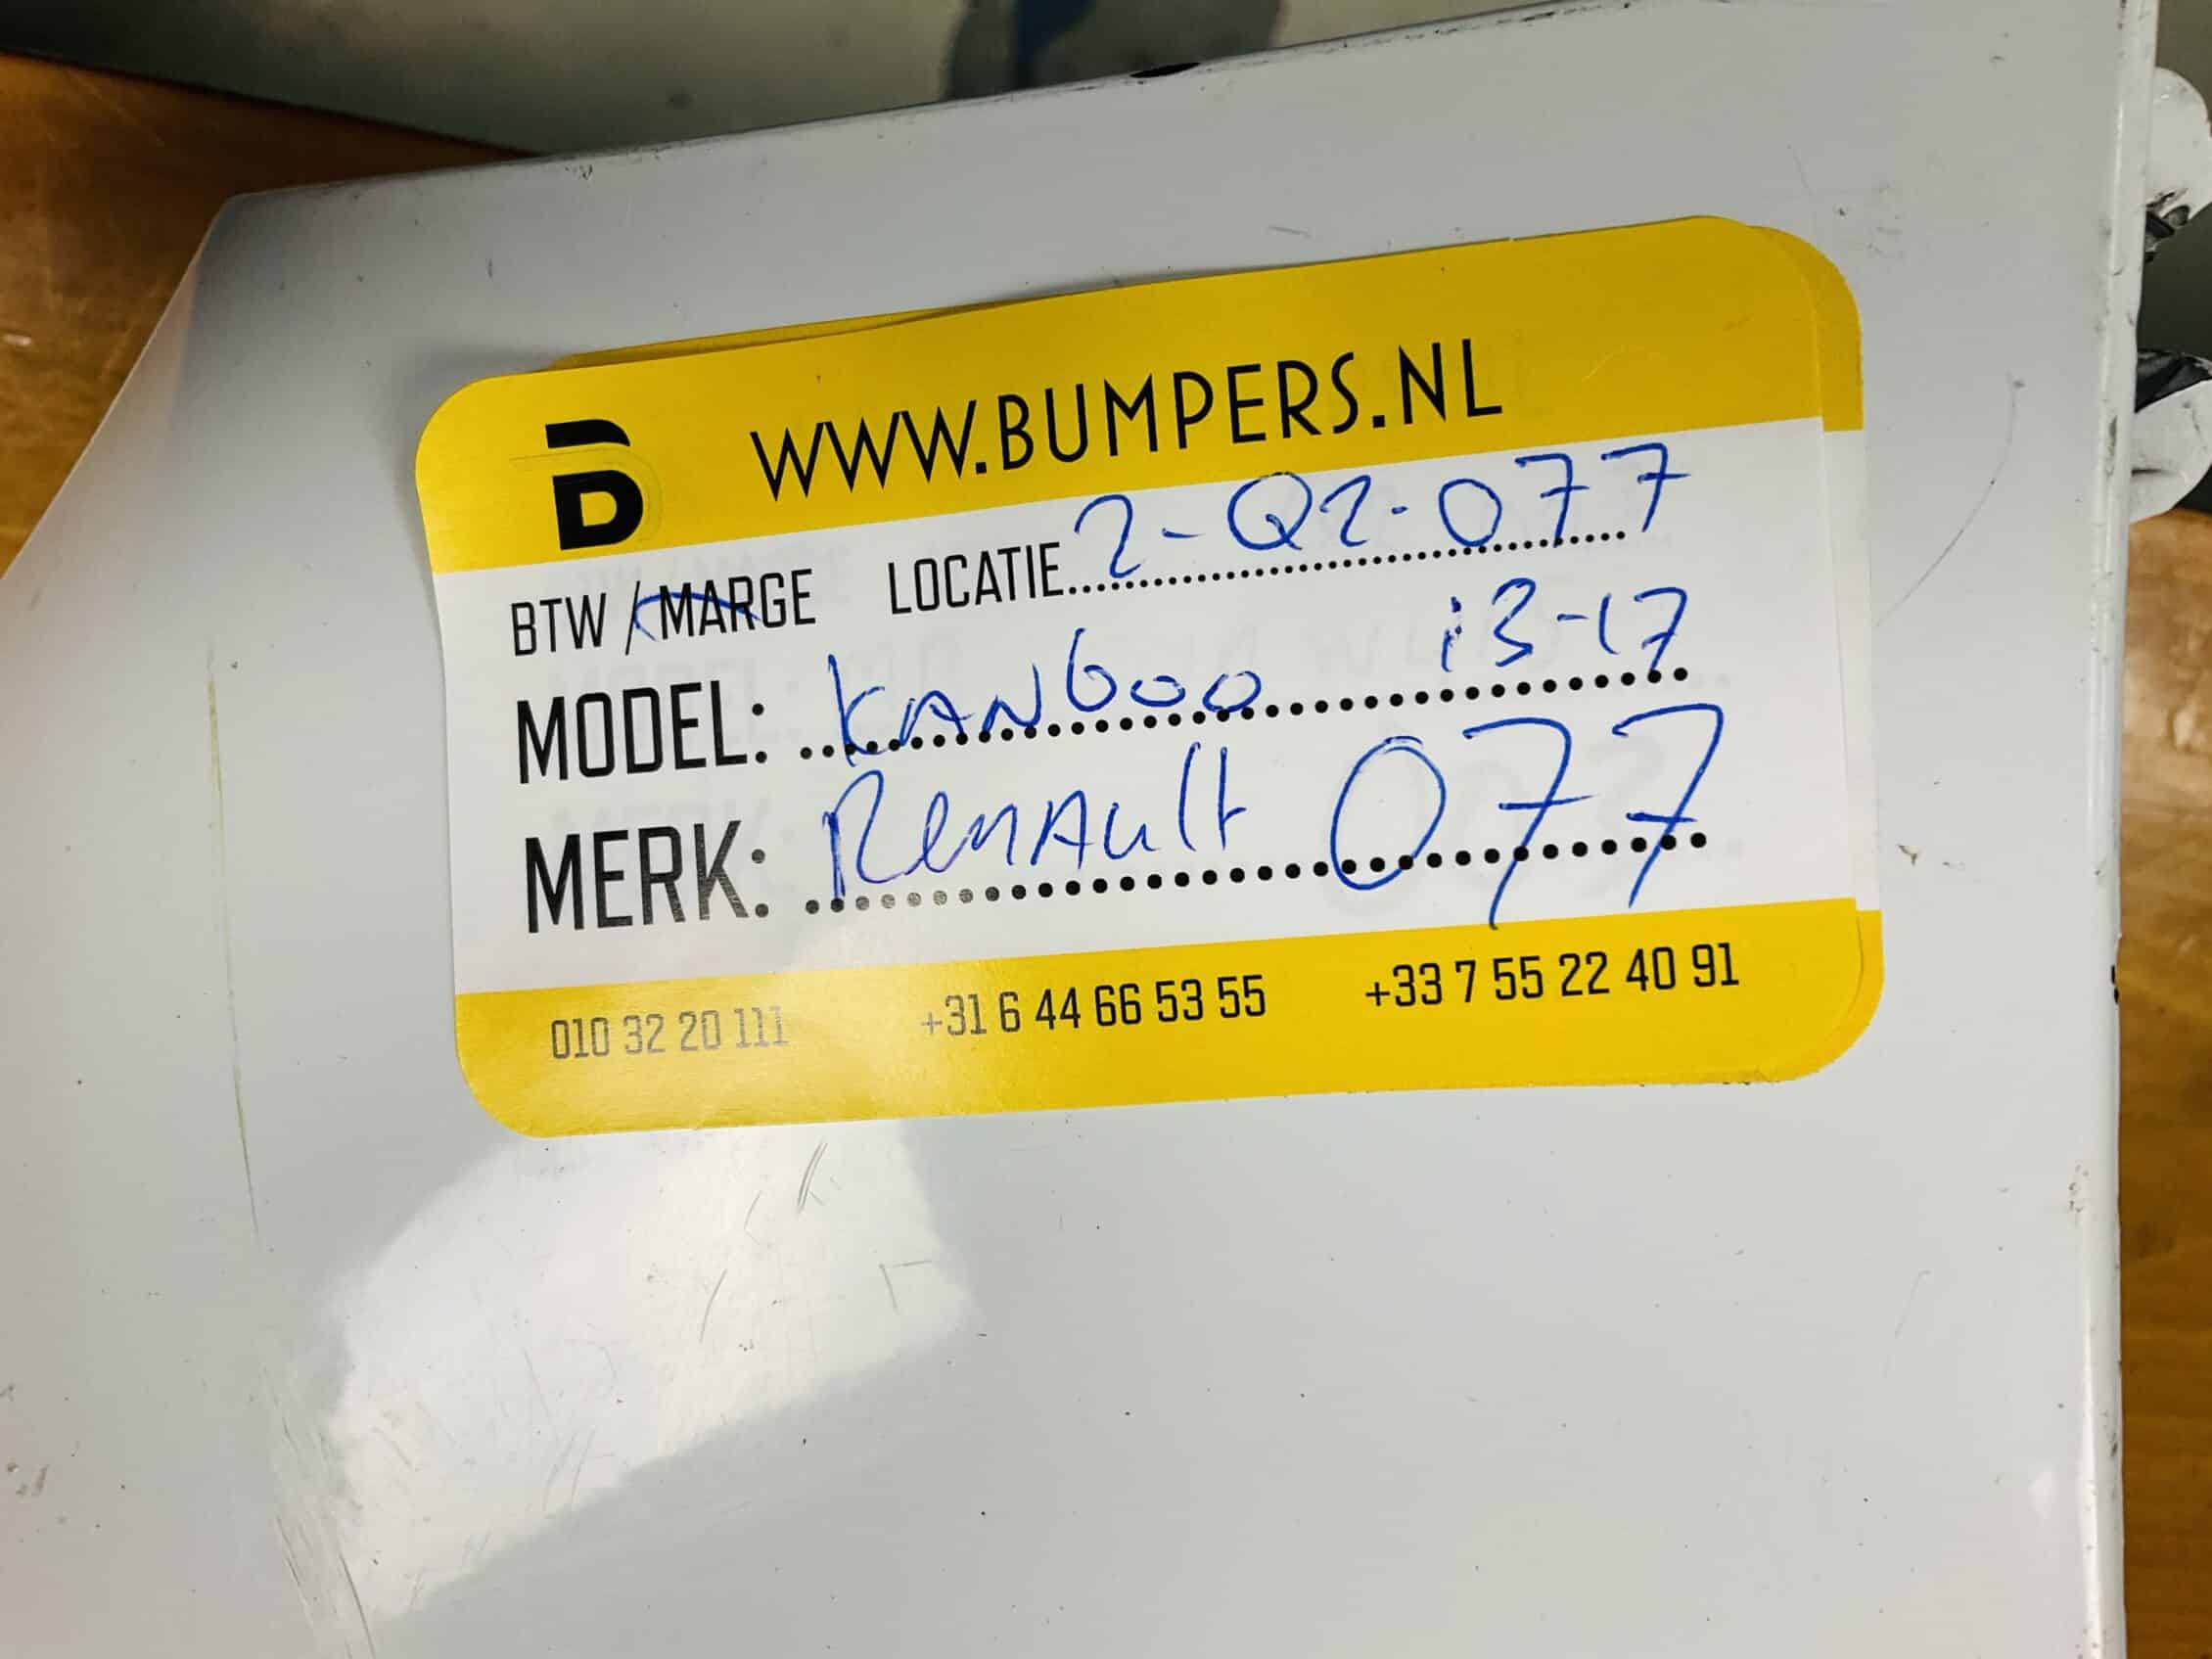 B WWW.BUMPERS.NL
BTW / MARGE LOCATIE 2-Q2-077
MODEL: KANGOO 13-17
MERK: RENAULT 077
010 32 20 111 +31 6 44 66 53 55 +33 7 55 22 40 91